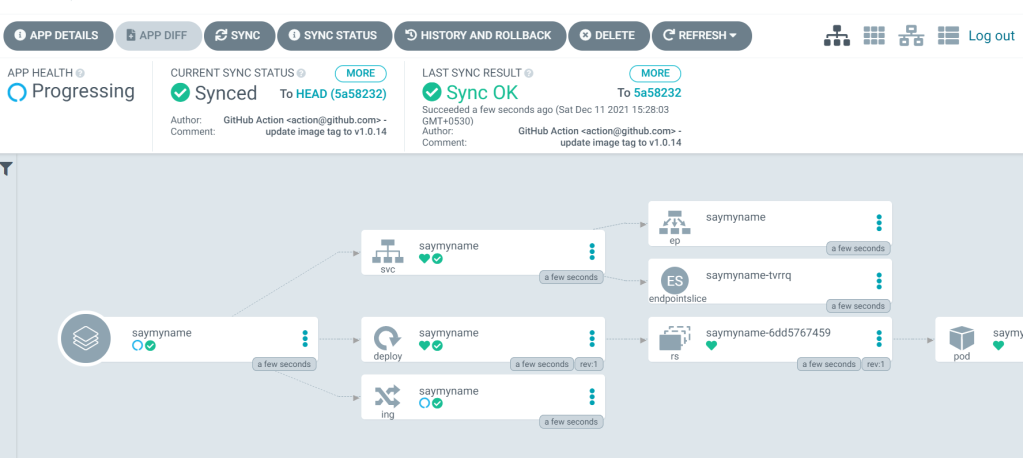 APP DETAILS APP DIFF SYNC SYNC STATUS HISTORY AND ROLLBACK DELETE REFRESH Log out
APP HEALTH
Progressing
CURRENT SYNC STATUS MORE
Synced To HEAD (5a58232)
Author: GitHub Action <action@github.com> -
Comment: update image tag to v1.0.14
LAST SYNC RESULT MORE
Sync OK To 5a58232
Succeeded a few seconds ago (Sat Dec 11 2021 15:28:03
GMT+0530)
Author: GitHub Action <action@github.com> -
Comment: update image tag to v1.0.14
saymyname
ep
a few seconds
saymyname
svc
a few seconds
ES
saymyname-tvrrq
endpointslice
a few seconds
saymyname
a few seconds
saymyname
deploy
a few seconds rev:1
saymyname-6dd5767459
rs
a few seconds rev:1
saymy
pod
saymyname
ing
a few seconds